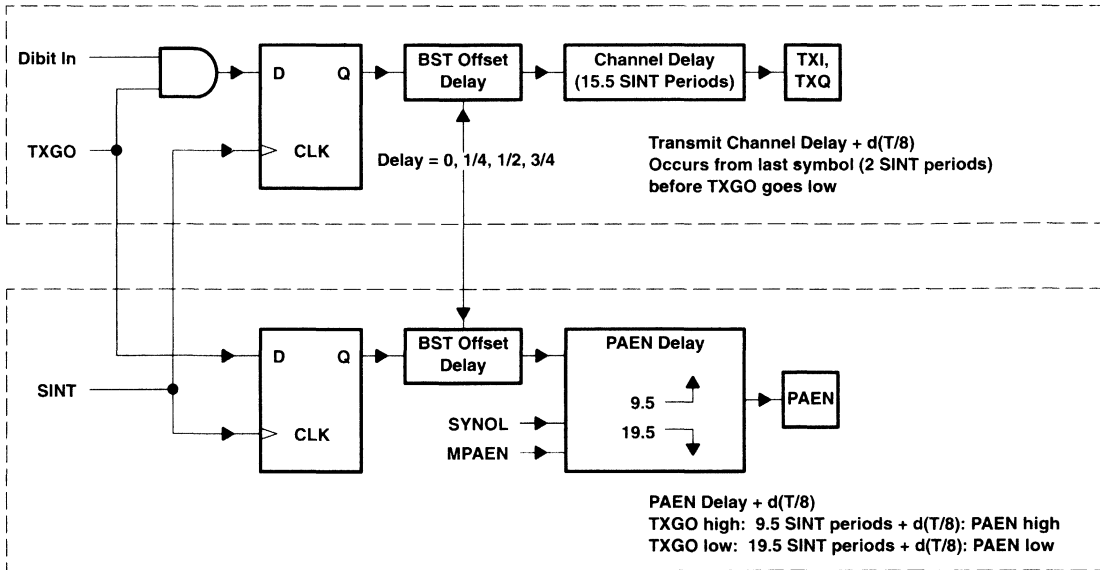 Dibit In
TXGO
D Q
CLK
BST Offset
Delay
Channel Delay
(15.5 SINT Periods)
TXI,
TXQ
Delay = 0, 1/4, 1/2, 3/4
Transmit Channel Delay + d(T/8)
Occurs from last symbol (2 SINT periods)
before TXGO goes low
SINT
D Q
CLK
BST Offset
Delay
SYNOL
MPAEN
PAEN Delay
9.5
19.5
PAEN
PAEN Delay + d(T/8)
TXGO high: 9.5 SINT periods + d(T/8): PAEN high
TXGO low: 19.5 SINT periods + d(T/8): PAEN low